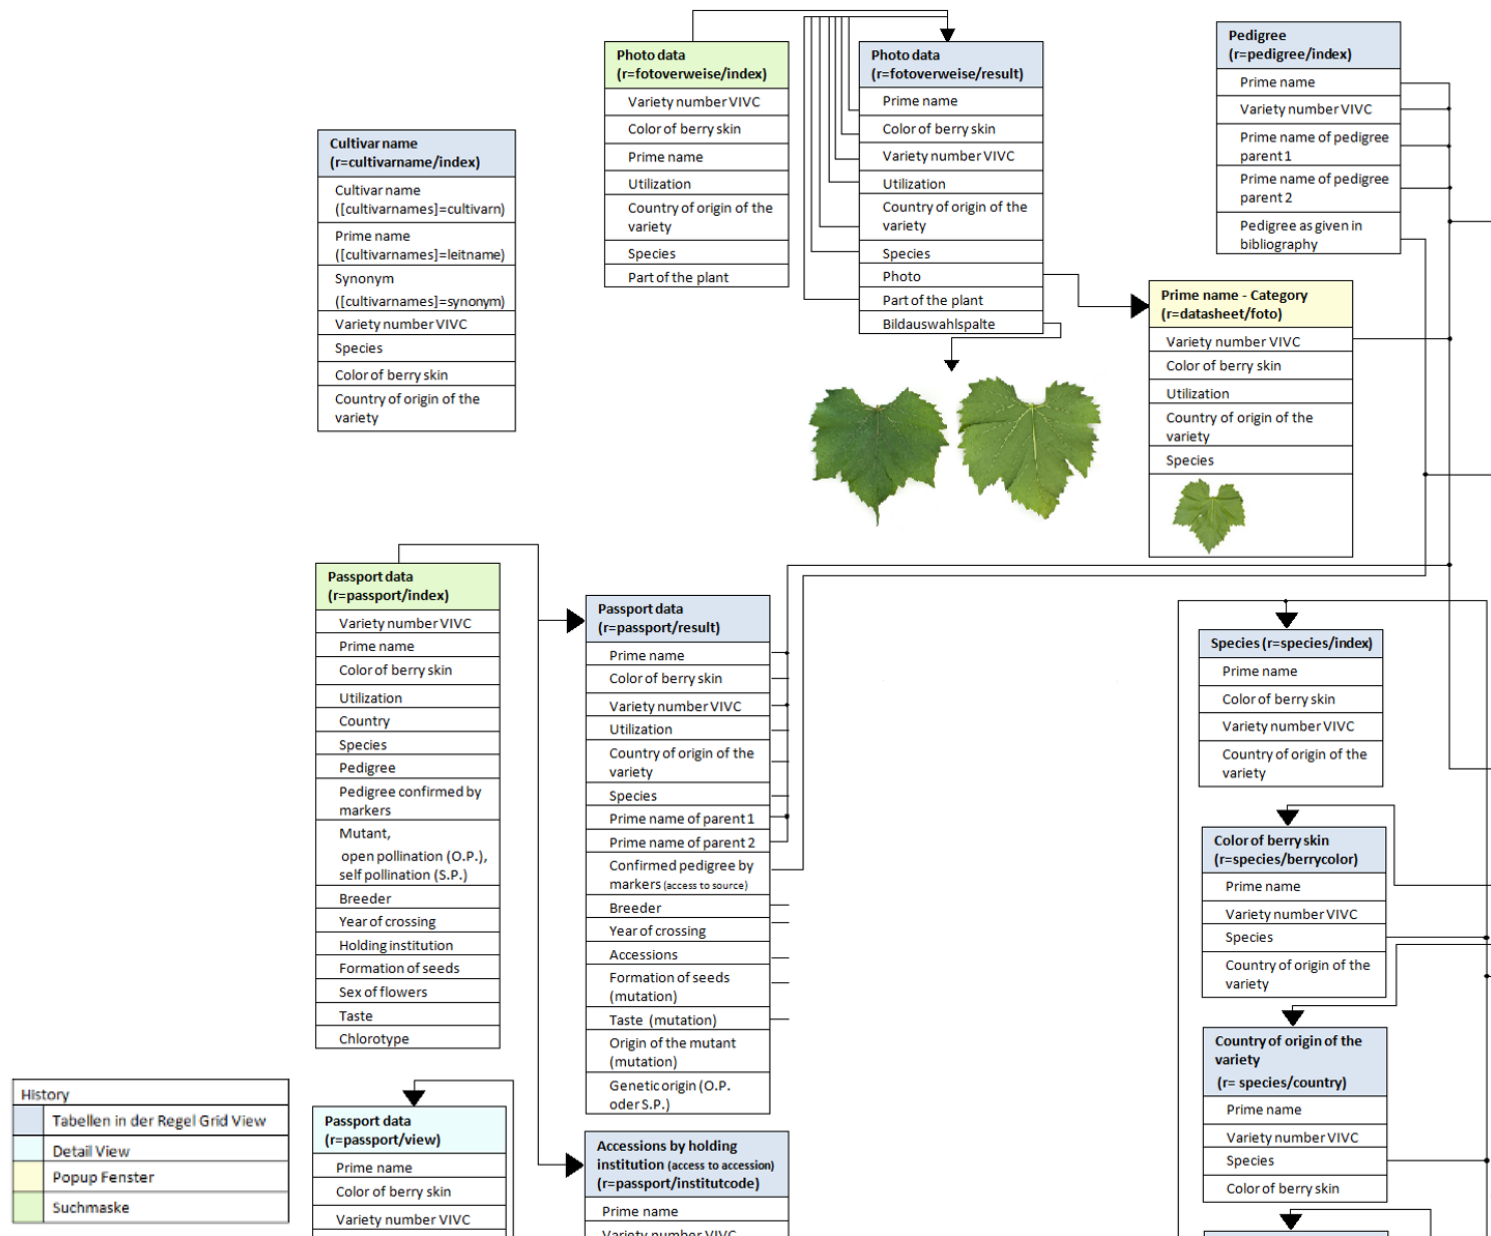 Photo data
(r=fotoverweise/index)
Variety number VIVC
Color of berry skin
Prime name
Utilization
Country of origin of the
variety
Species
Part of the plant
Photo data
(r=fotoverweise/result)
Prime name
Color of berry skin
Variety number VIVC
Utilization
Country of origin of the
variety
Species
Photo
Part of the plant
Bildauswahlspalte
Pedigree
(r=pedigree/index)
Prime name
Variety number VIVC
Prime name of pedigree
parent 1
Prime name of pedigree
parent 2
Pedigree as given in
bibliography
Cultivar name
(r=cultivarname/index)
Cultivar name
([cultivarnames]=cultivarn)
Prime name
([cultivarnames]=leitname)
Synonym
([cultivarnames]=synonym)
Variety number VIVC
Species
Color of berry skin
Country of origin of the
variety
Prime name - Category
(r=datasheet/foto)
Variety number VIVC
Color of berry skin
Utilization
Country of origin of the
variety
Species
Passport data
(r=passport/index)
Variety number VIVC
Prime name
Color of berry skin
Utilization
Country
Species
Pedigree
Pedigree confirmed by
markers
Mutant,
open pollination (O.P.),
self pollination (S.P.)
Breeder
Year of crossing
Holding institution
Formation of seeds
Sex of flowers
Taste
Chlorotype
Passport data
(r=passport/result)
Prime name
Color of berry skin
Variety number VIVC
Utilization
Country of origin of the
variety
Species
Prime name of parent 1
Prime name of parent 2
Confirmed pedigree by
markers (access to source)
Breeder
Year of crossing
Accessions
Formation of seeds
(mutation)
Taste (mutation)
Origin of the mutant
(mutation)
Genetic origin (O.P.
oder S.P.)
Species (r=species/index)
Prime name
Color of berry skin
Variety number VIVC
Country of origin of the
variety
Color of berry skin
(r=species/berrycolor)
Prime name
Variety number VIVC
Species
Country of origin of the
variety
Country of origin of the
variety
(r= species/country)
Prime name
Variety number VIVC
Species
Color of berry skin
History
Tabellen in der Regel Grid View
Detail View
Popup Fenster
Suchmaske
Passport data
(r=passport/view)
Prime name
Color of berry skin
Variety number VIVC
Accessions by holding
institution (access to accession)
(r=passport/institutcode)
Prime name
Variety number VIVC